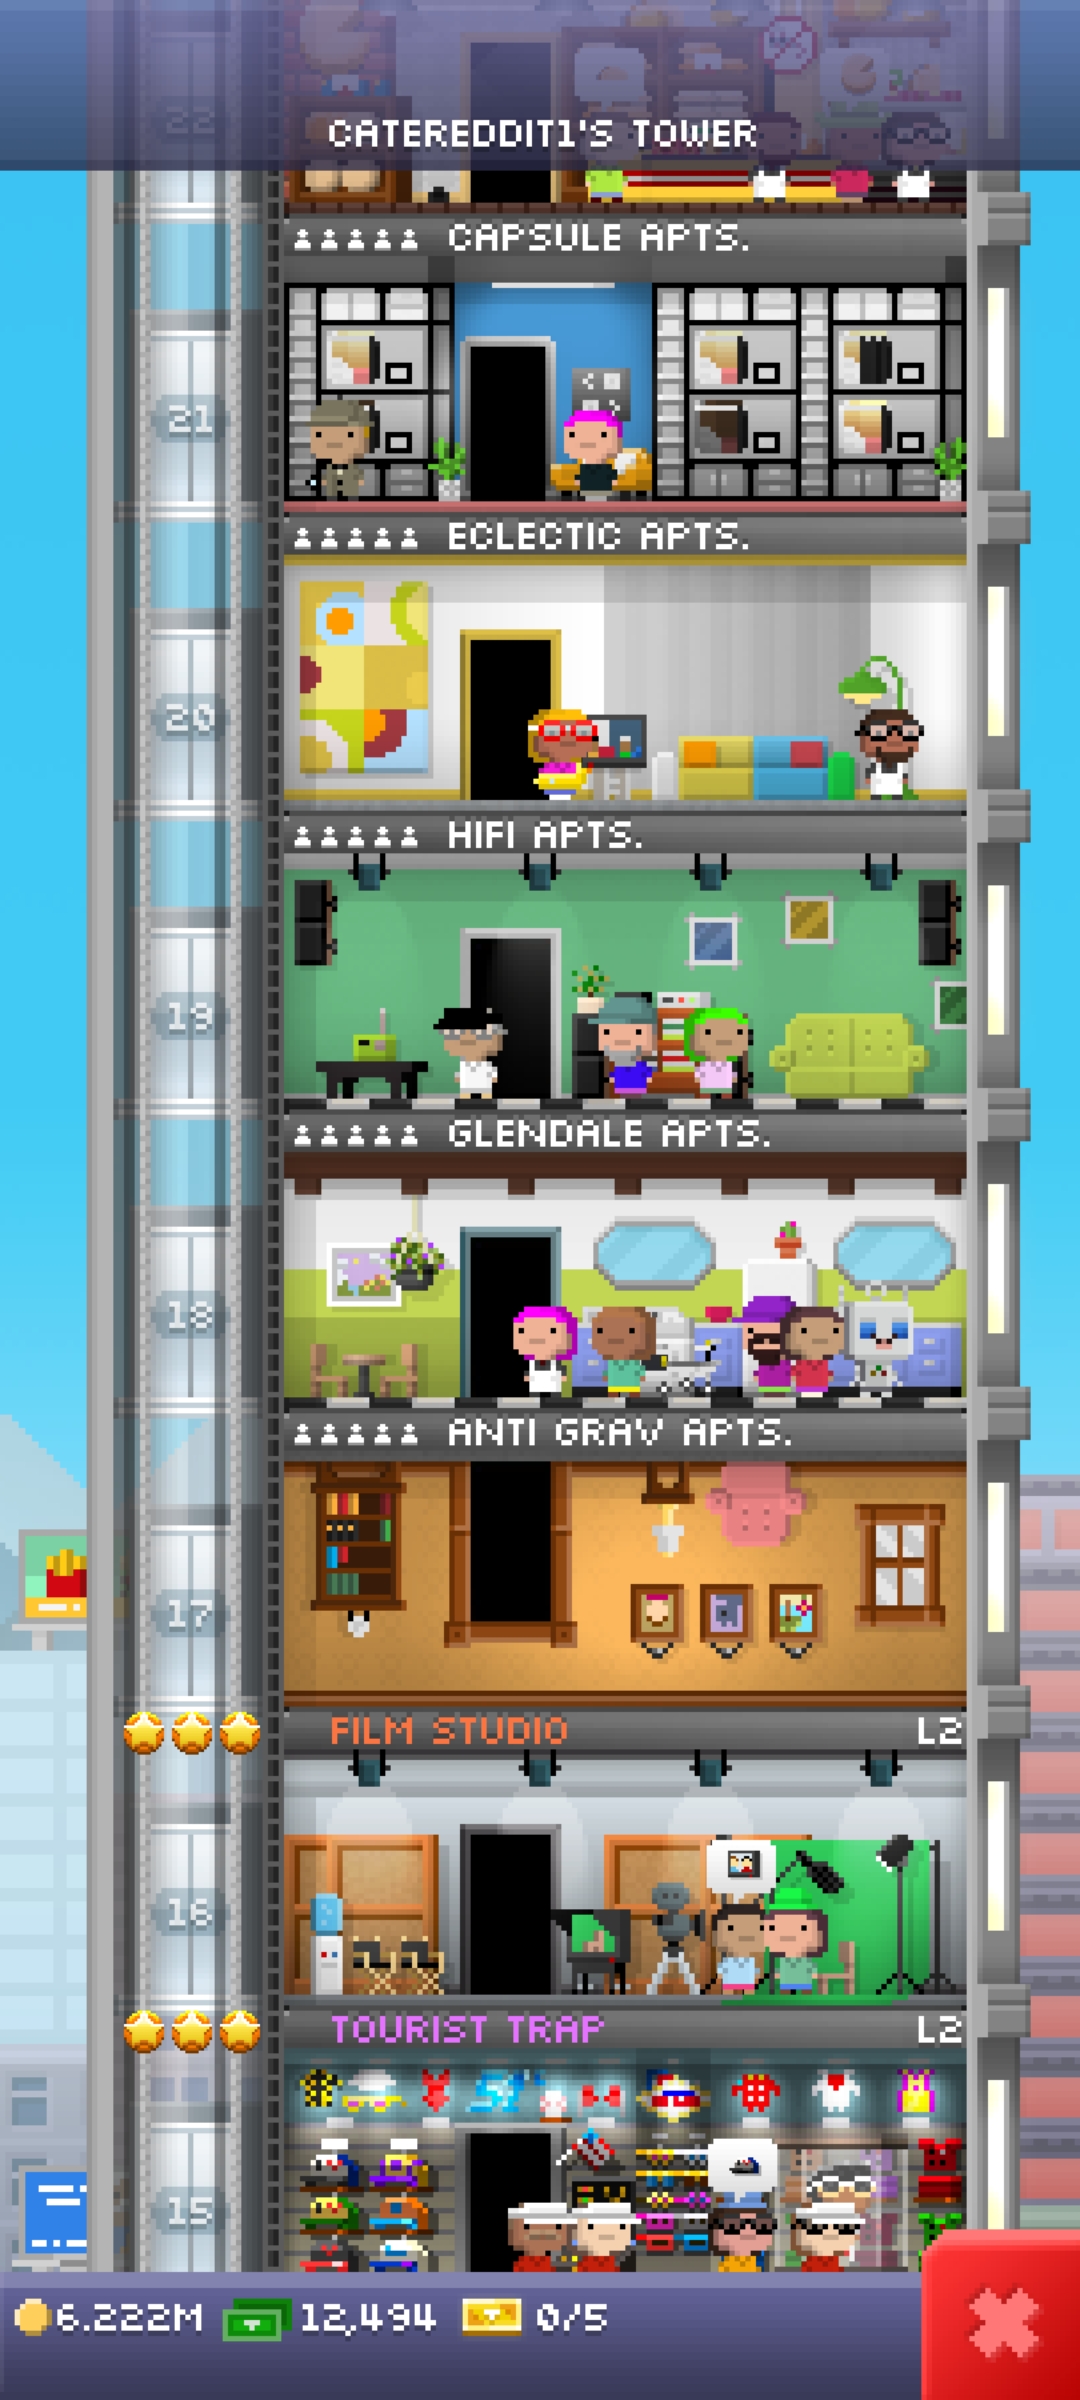 22
CATEREDDIT1'S TOWER
CAPSULE APTS.
21
ECLECTIC APTS.
20
HIFI APTS.
19
GLENDALE APTS.
18
ANTI GRAV APTS.
17
FILM STUDIO L2
16
TOURIST TRAP L2
15
6.222M 12,494 0/5